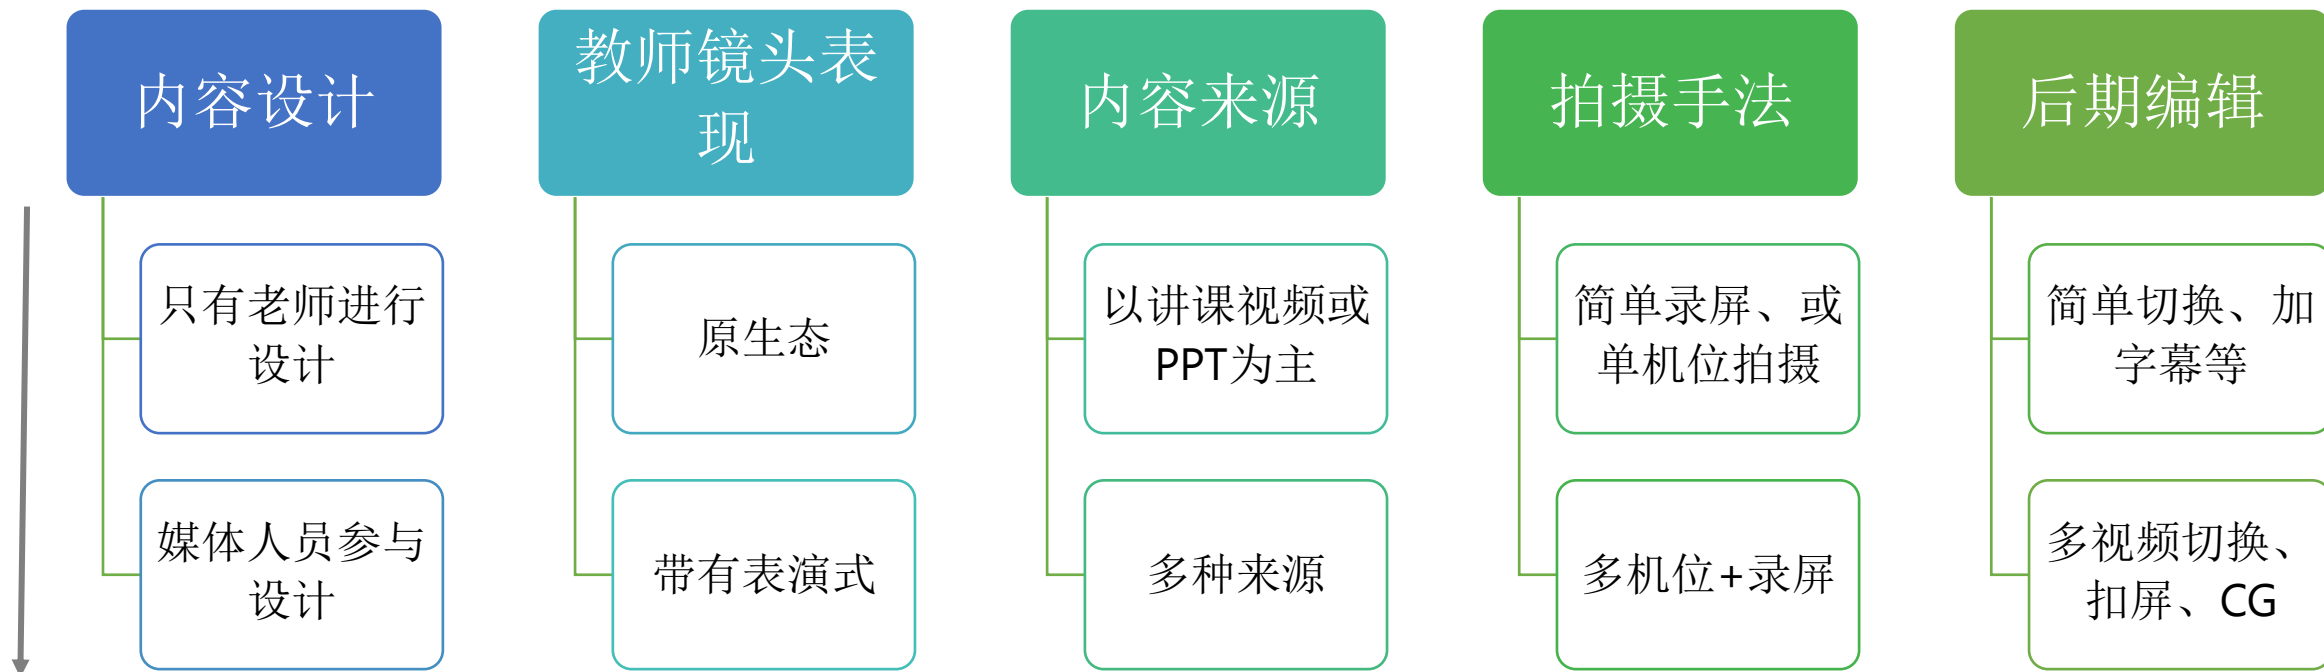 内容设计
只有老师进行
设计
媒体人员参与
设计
教师镜头表
现
原生态
带有表演式
内容来源
以讲课视频或
PPT为主
多种来源
拍摄手法
简单录屏、或
单机位拍摄
多机位+录屏
后期编辑
简单切换、加
字幕等
多视频切换、
扣屏、CG